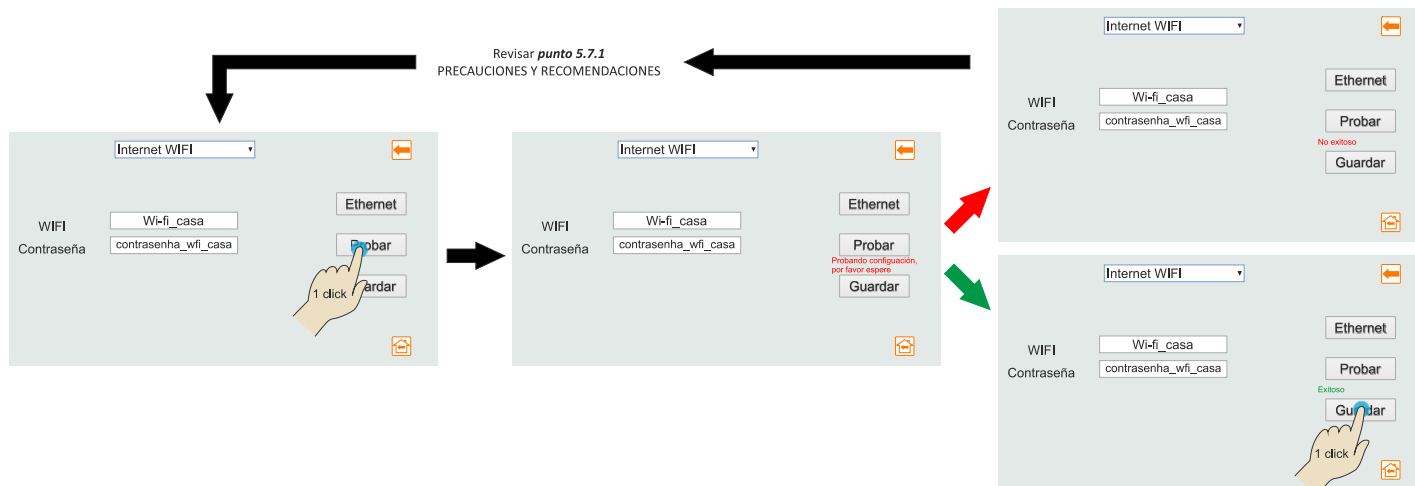 Revisar punto 5.7.1
PRECAUCIONES Y RECOMENDACIONES
Internet WIFI
Ethernet
WIFI
Wi-fi_casa
Contraseña
contrasenha_wfi_casa
Probar
Guardar
1 click
Internet WIFI
Ethernet
WIFI
Wi-fi_casa
Contraseña
contrasenha_wfi_casa
Probar
Probando configuación,
por favor espere
Guardar
Internet WIFI
Ethernet
WIFI
Wi-fi_casa
Contraseña
contrasenha_wfi_casa
Probar
No exitoso
Guardar
Internet WIFI
Ethernet
WIFI
Wi-fi_casa
Contraseña
contrasenha_wfi_casa
Probar
Exitoso
Guardar
1 click